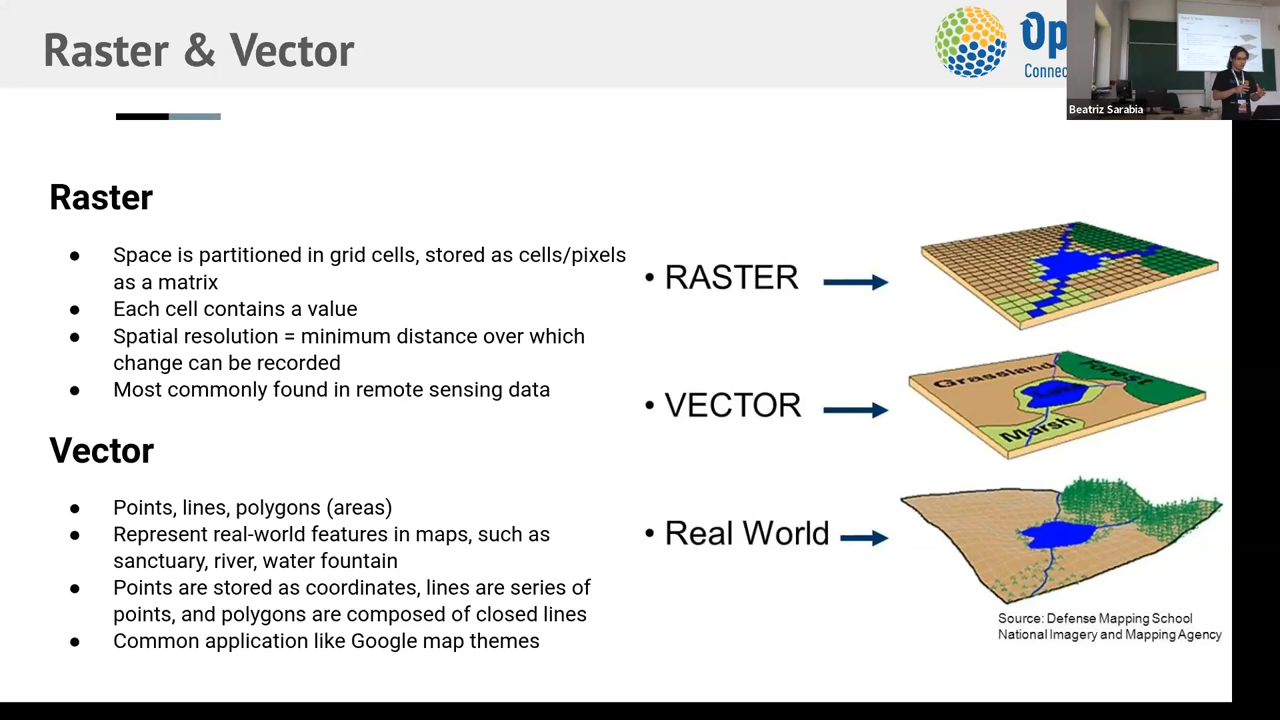 Raster & Vector
Op
Connec
Beatriz Sarabia
Raster
● Space is partitioned in grid cells, stored as cells/pixels
as a matrix
● Each cell contains a value
● Spatial resolution = minimum distance over which
change can be recorded
● Most commonly found in remote sensing data
Vector
● Points, lines, polygons (areas)
● Represent real-world features in maps, such as
sanctuary, river, water fountain
● Points are stored as coordinates, lines are series of
points, and polygons are composed of closed lines
● Common application like Google map themes
• RASTER
• VECTOR
Grassland
Forest
Marsh
• Real World
Source: Defense Mapping School
National Imagery and Mapping Agency